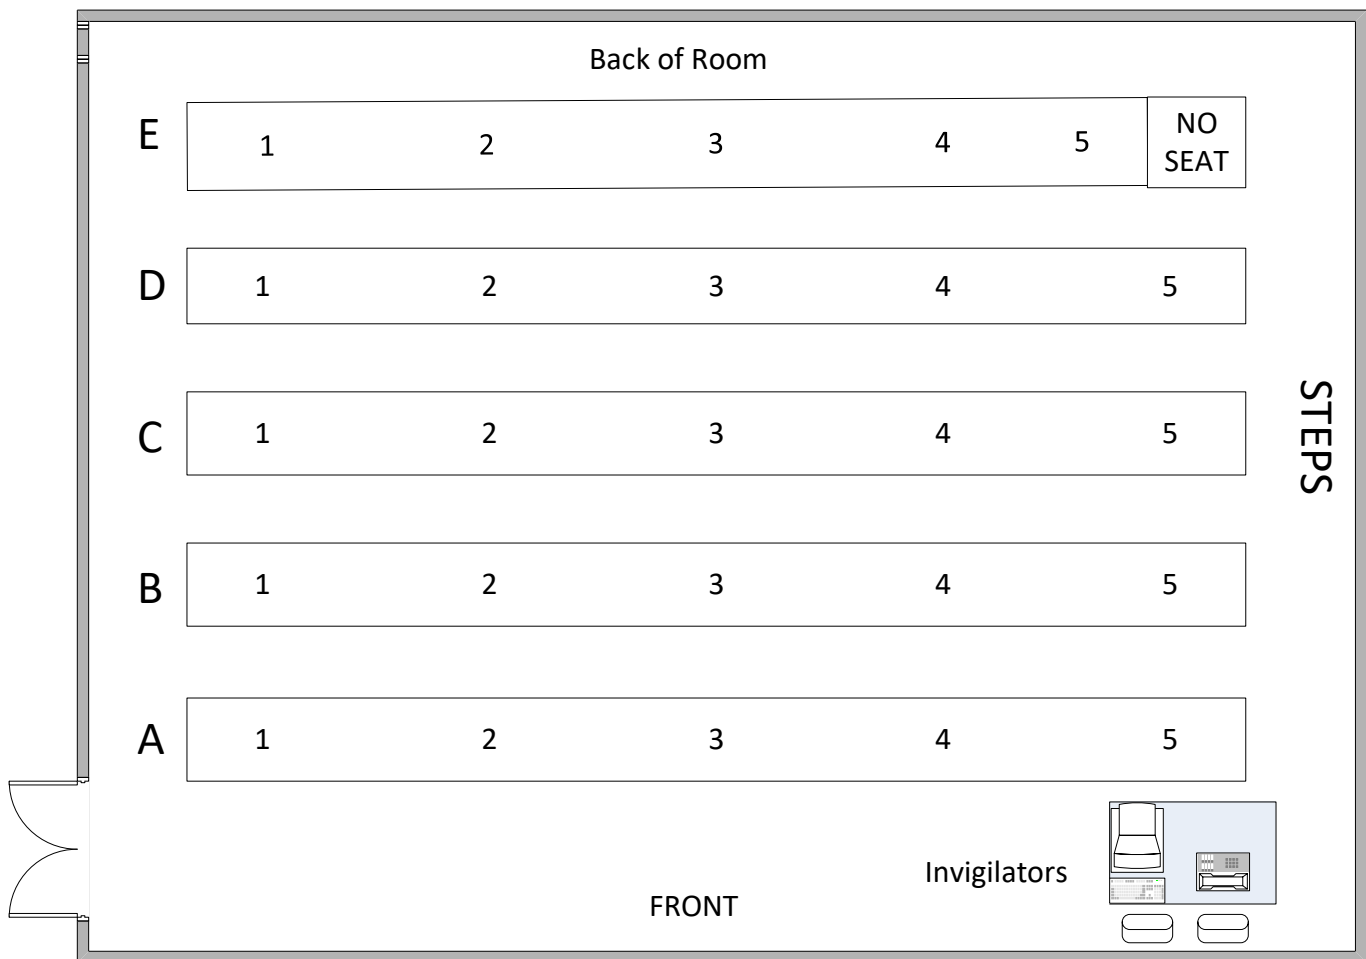 Back of Room
E 1 2 3 4 5 NO SEAT
D 1 2 3 4 5
C 1 2 3 4 5
STEPS
B 1 2 3 4 5
A 1 2 3 4 5
Invigilators
FRONT